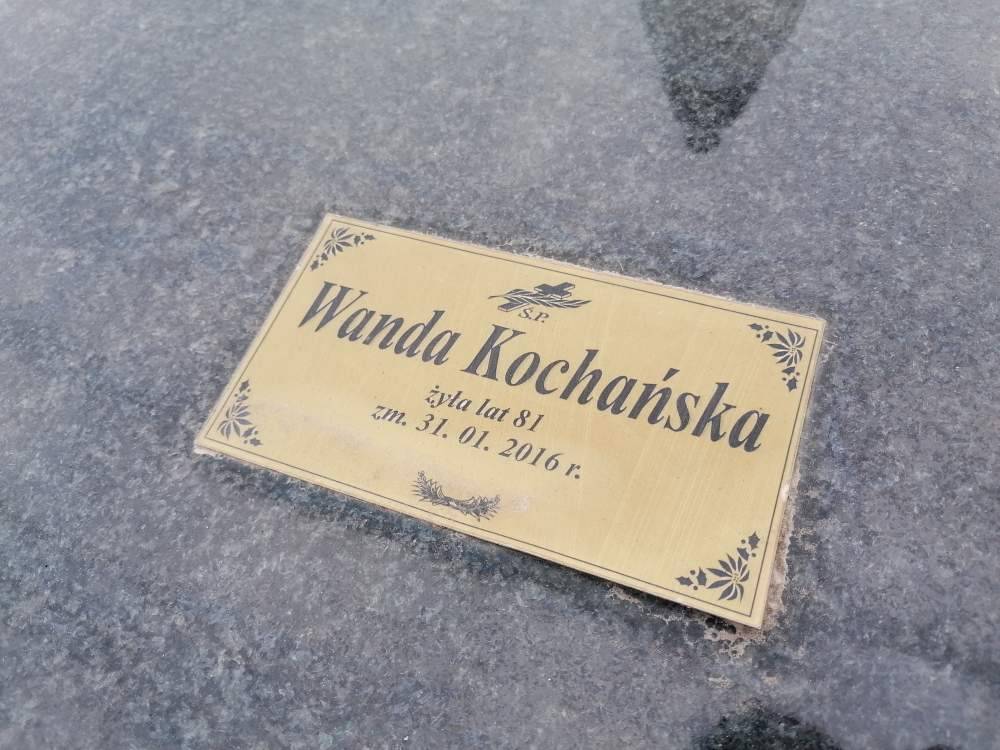 Ś.P.
Wanda Kochańska
żyła lat 81
zm. 31. 01. 2016 r.